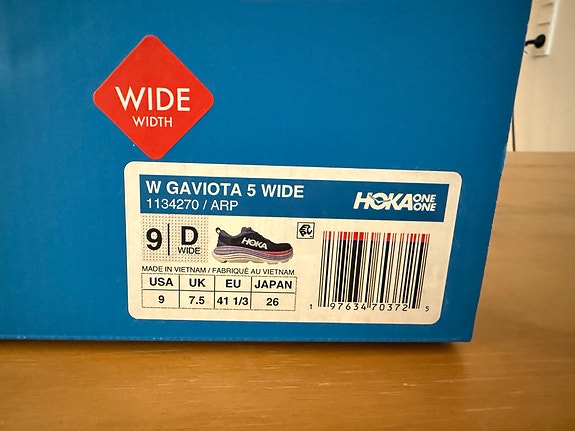 WIDE
WIDTH
W GAVIOTA 5 WIDE
1134270 / ARP
HOKA ONE ONE
9 D WIDE
HOKA
MADE IN VIETNAM / FABRIQUÉ AU VIETNAM
USA UK EU JAPAN
9 7.5 41 1/3 26
1 97634 70372 5